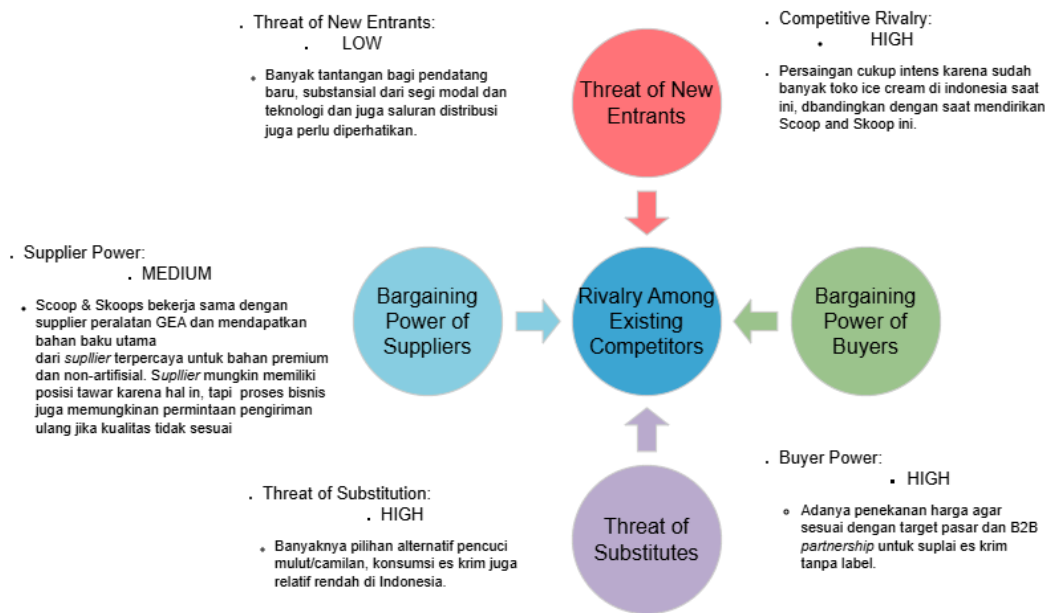 . Threat of New Entrants:
. LOW
• Banyak tantangan bagi pendatang
baru, substansial dari segi modal dan
teknologi dan juga saluran distribusi
juga perlu diperhatikan.
Threat of New
Entrants
. Competitive Rivalry:
• HIGH
. Persaingan cukup intens karena sudah
banyak toko ice cream di indonesia saat
ini, dbandingkan dengan saat mendirikan
Scoop and Skoop ini.
. Supplier Power:
. MEDIUM
• Scoop & Skoops bekerja sama dengan
supplier peralatan GEA dan mendapatkan
bahan baku utama
dari supllier terpercaya untuk bahan premium
dan non-artifisial. Supllier mungkin memiliki
posisi tawar karena hal in, tapi proses bisnis
juga memungkinan permintaan pengiriman
ulang jika kualitas tidak sesuai
Bargaining
Power of
Suppliers
Rivalry Among
Existing
Competitors
Bargaining
Power of
Buyers
. Threat of Substitution:
. HIGH
• Banyaknya pilihan alternatif pencuci
mulut/camilan, konsumsi es krim juga
relatif rendah di Indonesia.
Threat of
Substitutes
. Buyer Power:
▪ HIGH
o Adanya penekanan harga agar
sesuai dengan target pasar dan B2B
partnership untuk suplai es krim
tanpa label.